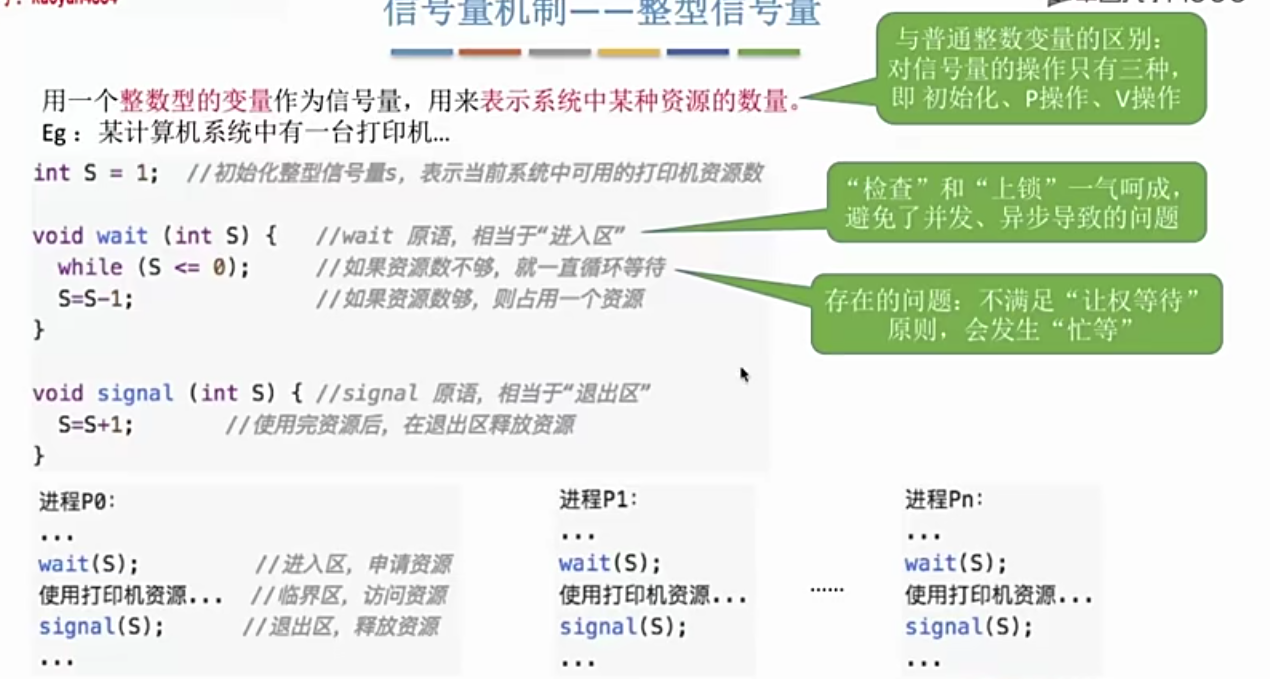 信号量机制——整型信号量
与普通整数变量的区别：
对信号量的操作只有三种，
即 初始化、P操作、V操作
用一个整数型的变量作为信号量，用来表示系统中某种资源的数量。
Eg：某计算机系统中有一台打印机...
int S = 1;  //初始化整型信号量s，表示当前系统中可用的打印机资源数
“检查”和“上锁”一气呵成，
避免了并发、异步导致的问题
void wait (int S) {   //wait 原语，相当于“进入区”
while (S <= 0);     //如果资源数不够，就一直循环等待
S=S-1;              //如果资源数够，则占用一个资源
}
存在的问题：不满足“让权等待”
原则，会发生“忙等”
void signal (int S) { //signal 原语，相当于“退出区”
S=S+1;       //使用完资源后，在退出区释放资源
}
进程P0：
...
wait(S);         //进入区，申请资源
使用打印机资源...  //临界区，访问资源
signal(S);      //退出区，释放资源
...
进程P1：
...
wait(S);
使用打印机资源...
signal(S);
...
......
进程Pn：
...
wait(S);
使用打印机资源...
signal(S);
...